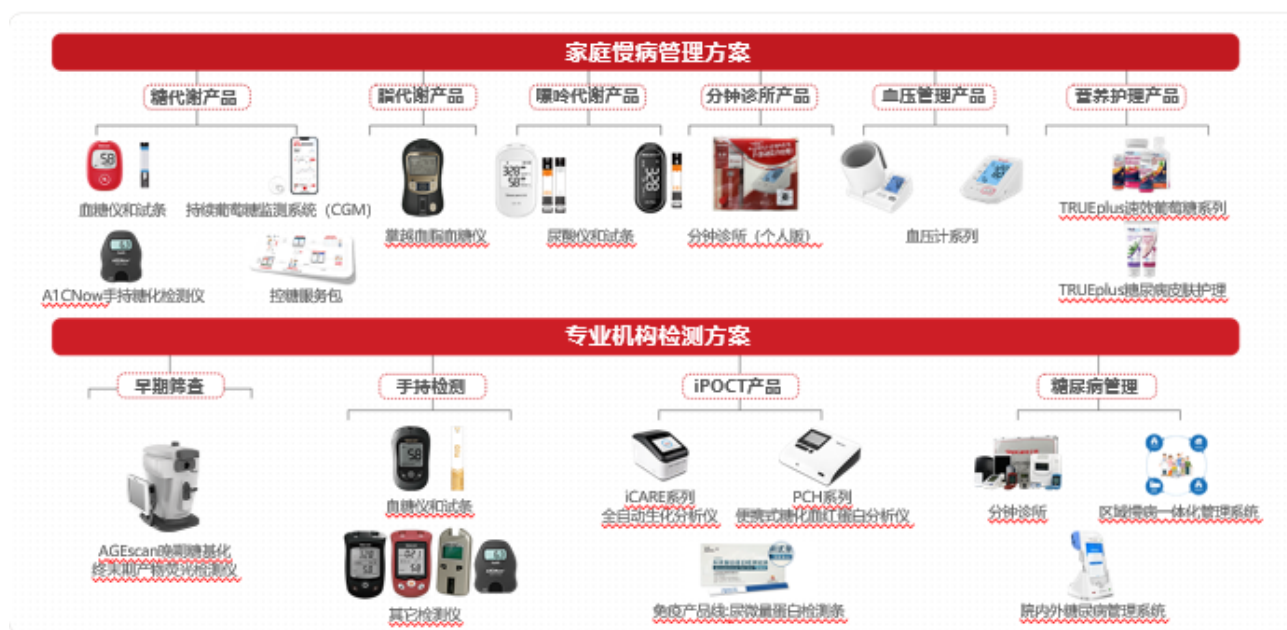 家庭慢病管理方案
糖代谢产品
脂代谢产品
嘌呤代谢产品
分钟诊所产品
血压管理产品
营养护理产品
血糖仪和试条
持续葡萄糖监测系统（CGM）
掌越血脂血糖仪
尿酸仪和试条
分钟诊所（个人版）
血压计系列
TRUEplus速效葡萄糖系列
A1CNow手持糖化检测仪
控糖服务包
TRUEplus糖尿病皮肤护理
专业机构检测方案
早期筛查
手持检测
iPOCT产品
糖尿病管理
AGEscan晚期糖基化
终末期产物荧光检测仪
血糖仪和试条
其它检测仪
iCARE系列
全自动生化分析仪
PCH系列
便携式糖化血红蛋白分析仪
免疫产品线:尿微量蛋白检测条
分钟诊所
区域慢病一体化管理系统
院内外糖尿病管理系统